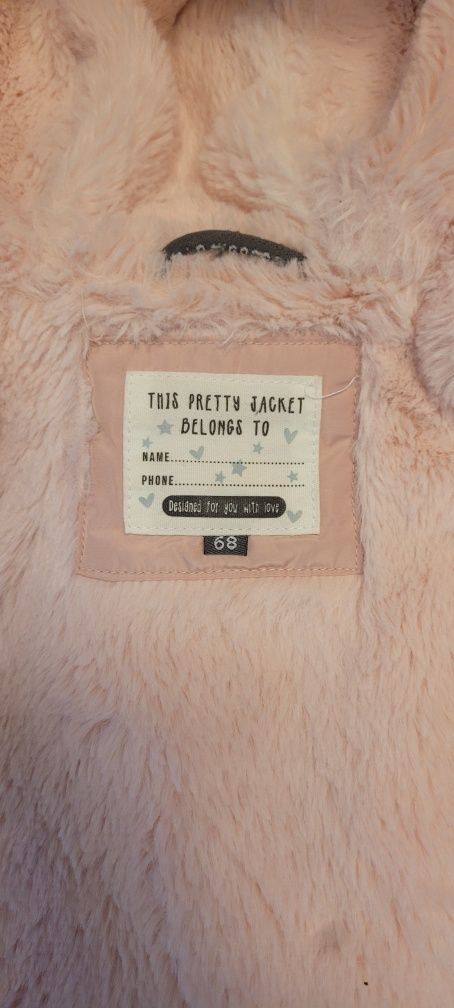 THIS PRETTY JACKET
BELONGS TO
NAME..............................
PHONE.............................
Designed for you with love
68